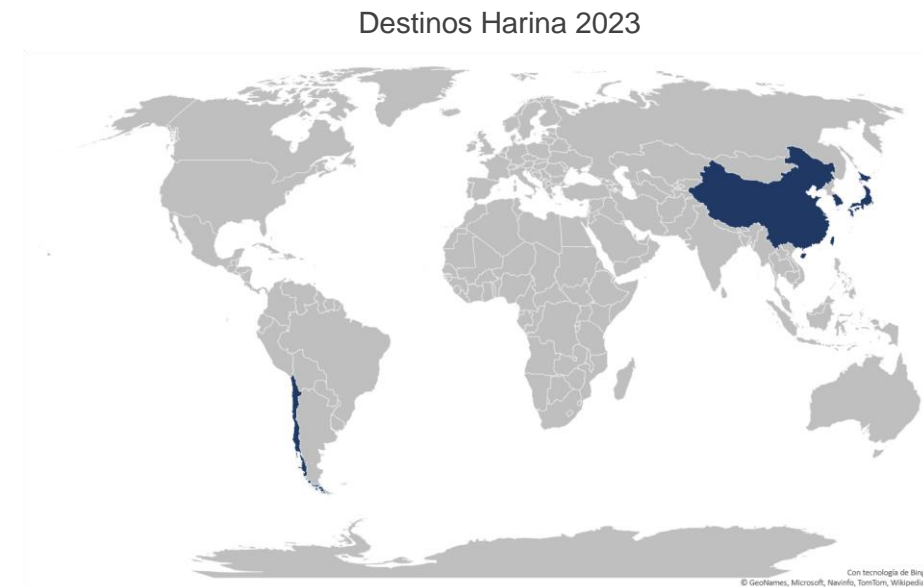 Destinos Harina 2023
Con tecnología de Bing
© GeoNames, Microsoft, Navinfo, TomTom, Wikipedia